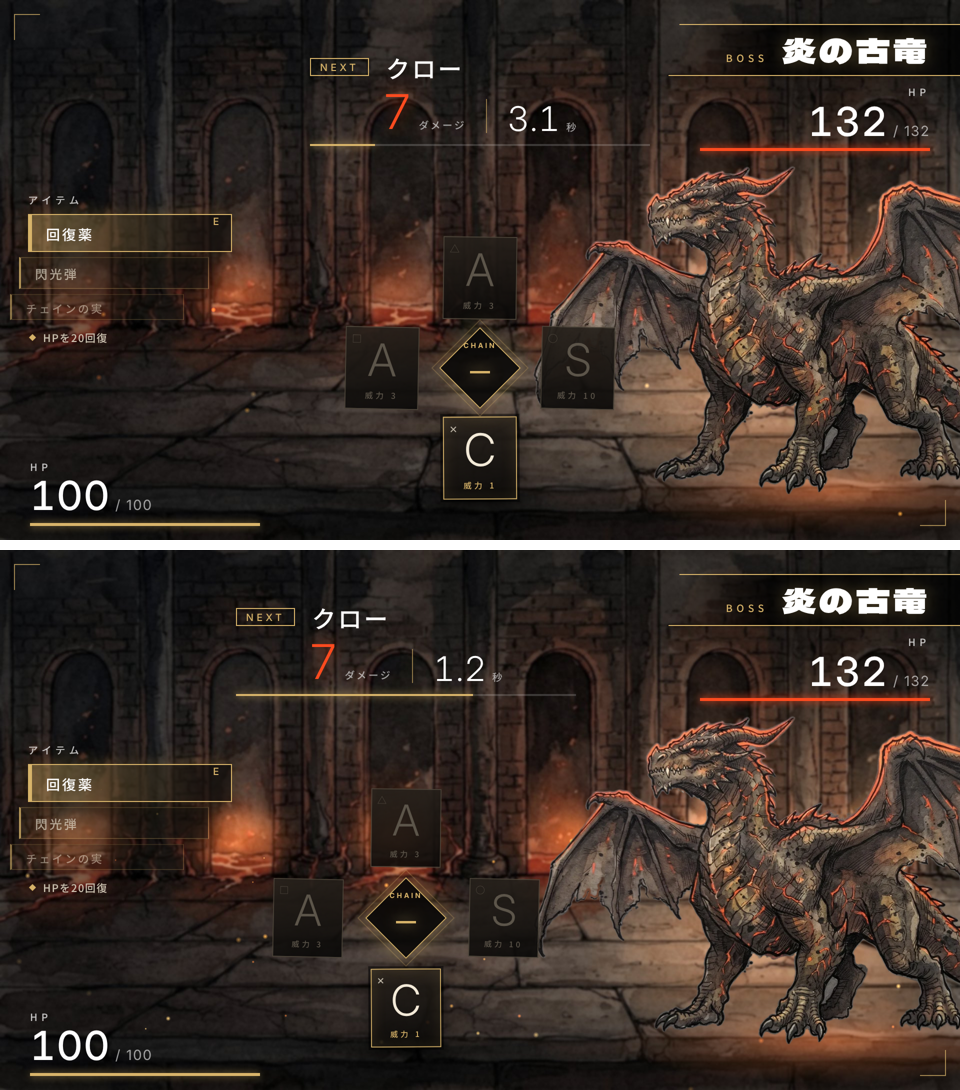 BOSS 炎の古竜
NEXT クロー
HP
132 / 132
7 ダメージ 3.1 秒
アイテム
回復薬 E
閃光弾
チェインの実
HPを20回復
A
威力 3
A
威力 3
CHAIN
S
威力 10
C
威力 1
HP
100 / 100
BOSS 炎の古竜
NEXT クロー
HP
132 / 132
7 ダメージ 1.2 秒
アイテム
回復薬 E
閃光弾
チェインの実
HPを20回復
A
威力 3
A
威力 3
CHAIN
S
威力 10
C
威力 1
HP
100 / 100